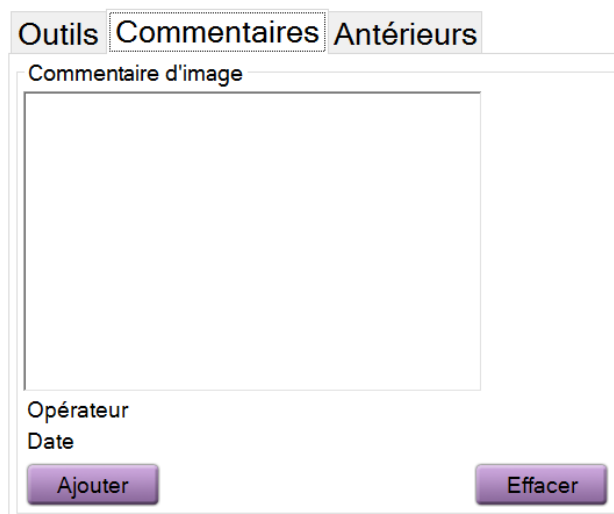 Outils Commentaires Antérieurs
Commentaire d'image
Opérateur
Date
Ajouter Effacer